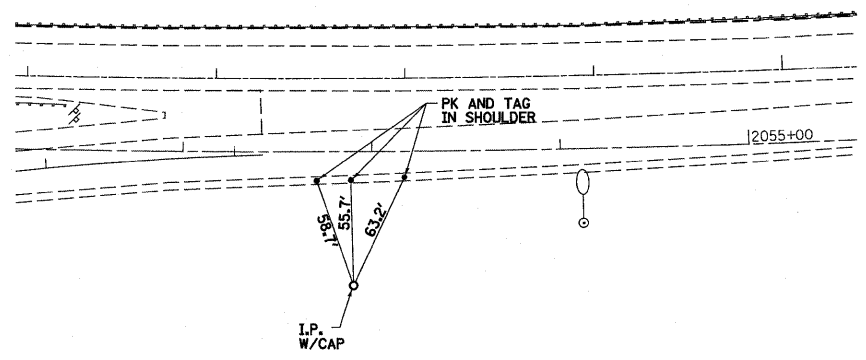 PK AND TAG
IN SHOULDER
2055+00
58.7'
55.7'
63.2'
I.P.
W/CAP